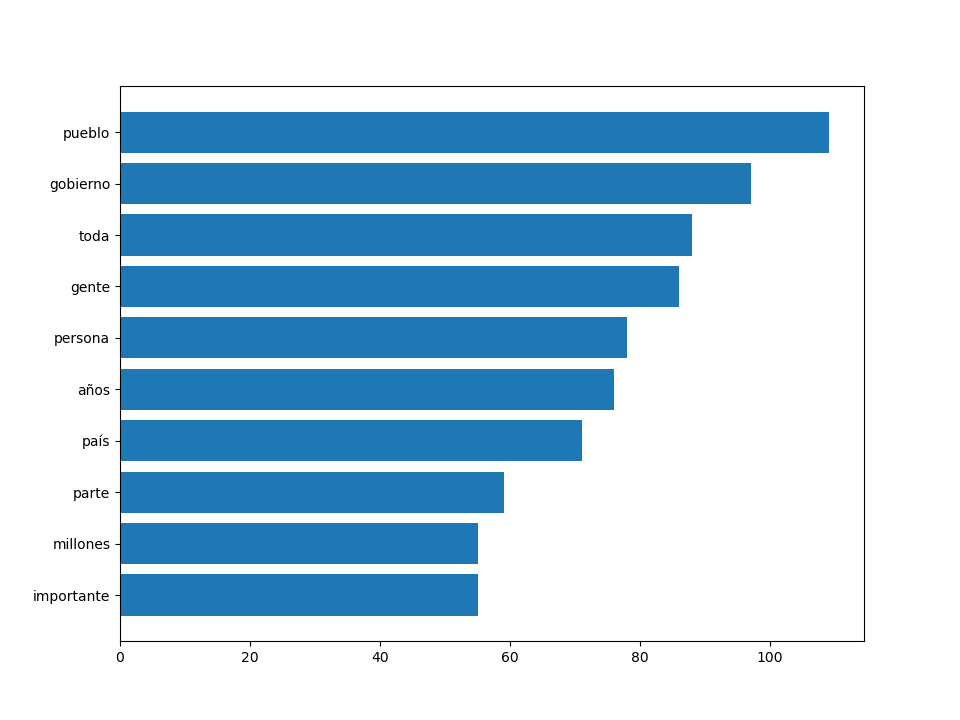 pueblo
gobierno
toda
gente
persona
años
país
parte
millones
importante
0 20 40 60 80 100